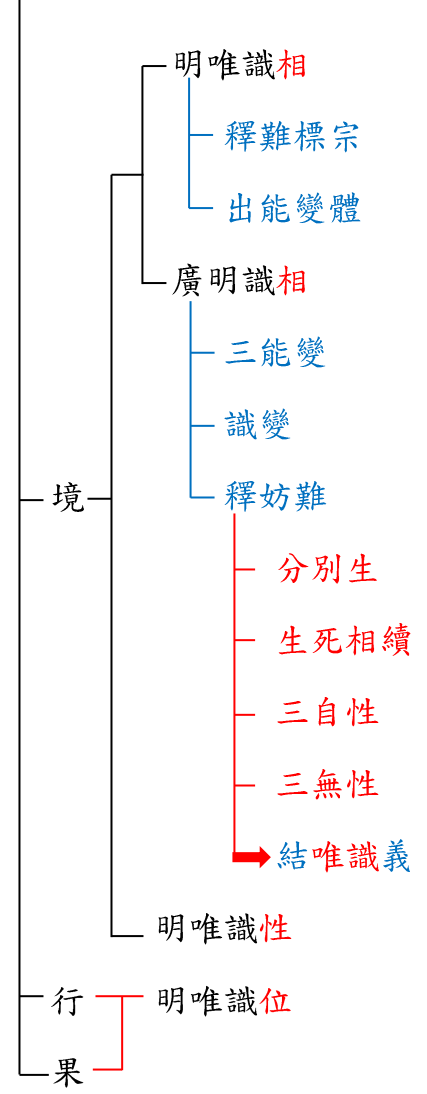 明唯識相
釋難標宗
出能變體
廣明識相
三能變
識變
境
釋妨難
分別生
生死相續
三自性
三無性
結唯識義
明唯識性
行
明唯識位
果